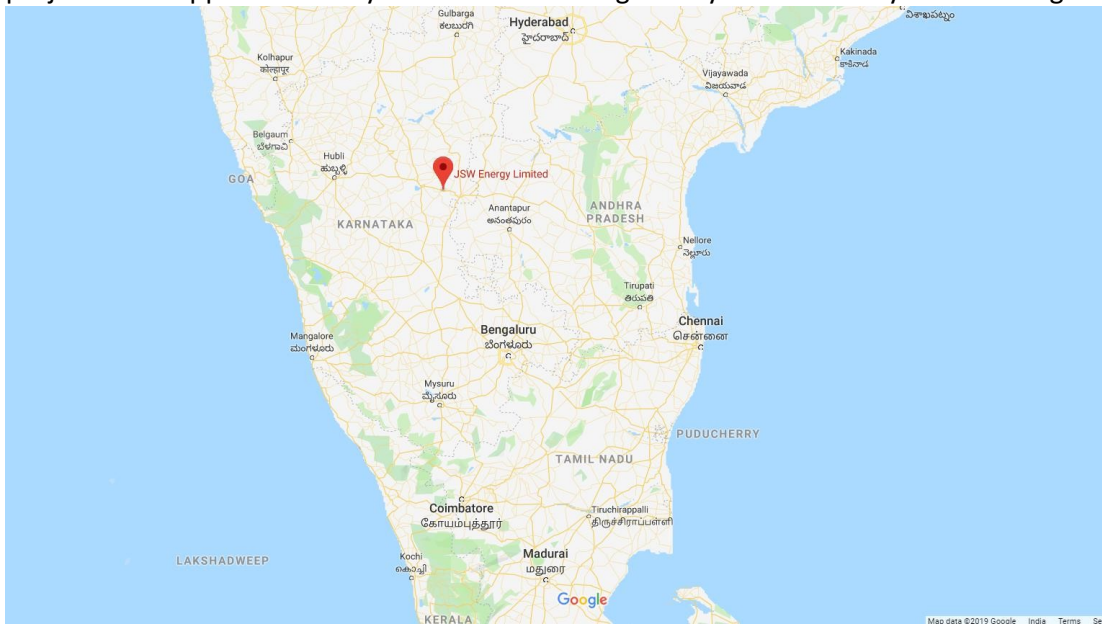 Gulbarga
ಕಲಬುರಗಿ
Hyderabad
హైదరాబాద్
విశాఖపట్నం
Kolhapur
कोल्हापूर
Kakinada
కాకినాడ
Vijayawada
విజయవాడ
Belgaum
ಬೆಳಗಾವಿ
Hubli
ಹುಬ್ಬಳ್ಳಿ
GOA
JSW Energy Limited
Anantapur
అనంతపురం
ANDHRA
PRADESH
KARNATAKA
Nellore
నెల్లూరు
Tirupati
తిరుపతి
Bengaluru
ಬೆಂಗಳೂರು
Chennai
சென்னை
Mangalore
ಮಂಗಳೂರು
Mysuru
ಮೈಸೂರು
PUDUCHERRY
TAMIL NADU
Coimbatore
கோயம்புத்தூர்
Tiruchirappalli
திருச்சிராப்பள்ளி
Kochi
കൊച്ചി
Madurai
மதுரை
LAKSHADWEEP
Google
KERALA
Map data ©2019 Google India Terms Se